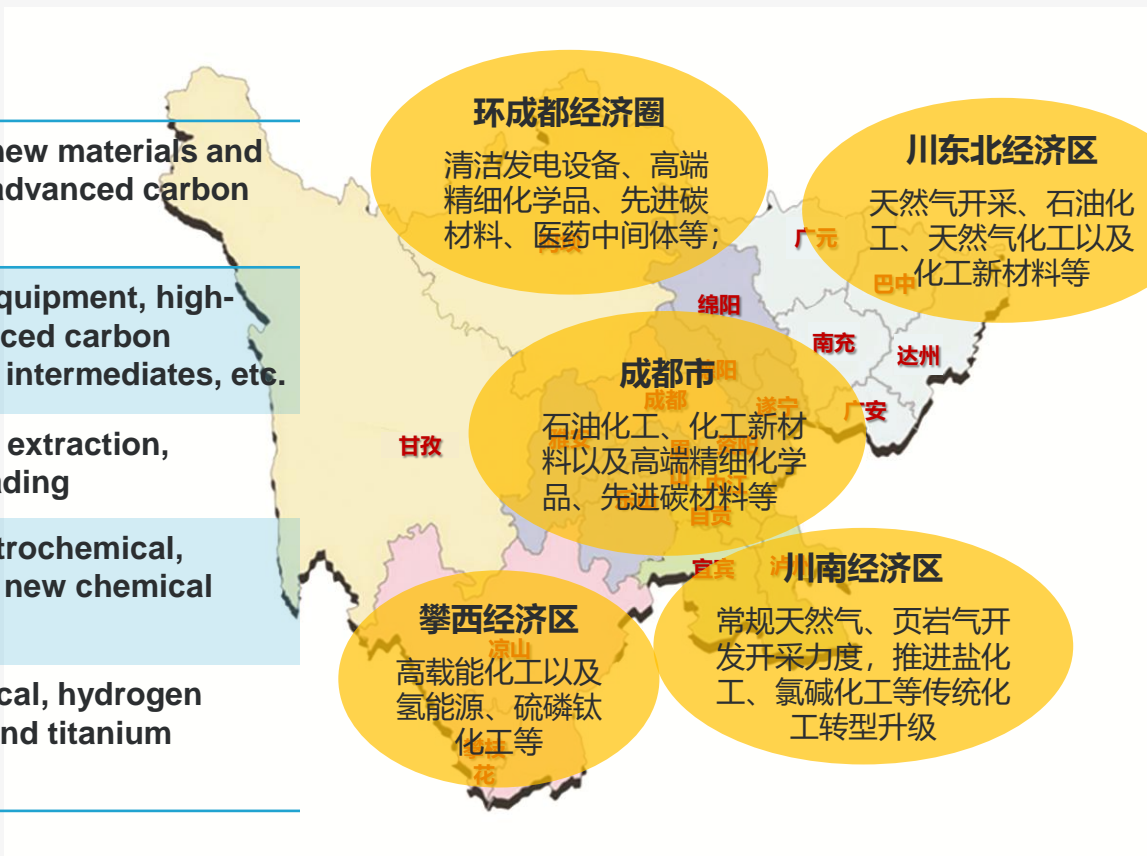 new materials and
advanced carbon
quipment, high-
ced carbon
intermediates, etc.
extraction,
ading
trochemical,
new chemical
cal, hydrogen
nd titanium
环成都经济圈
清洁发电设备、高端
精细化学品、先进碳
材料、医药中间体等;
川东北经济区
天然气开采、石油化
工、天然气化工以及
化工新材料等
广元
巴中
绵阳
南充
达州
广安
成都市
石油化工、化工新材
料以及高端精细化学
品、先进碳材料等
阳
成都
遂宁
甘孜
自贡
宜宾
川南经济区
常规天然气、页岩气开
发开采力度，推进盐化
工、氯碱化工等传统化
工转型升级
攀西经济区
凉山
高载能化工以及
氢能源、硫磷钛
化工等
攀枝
花